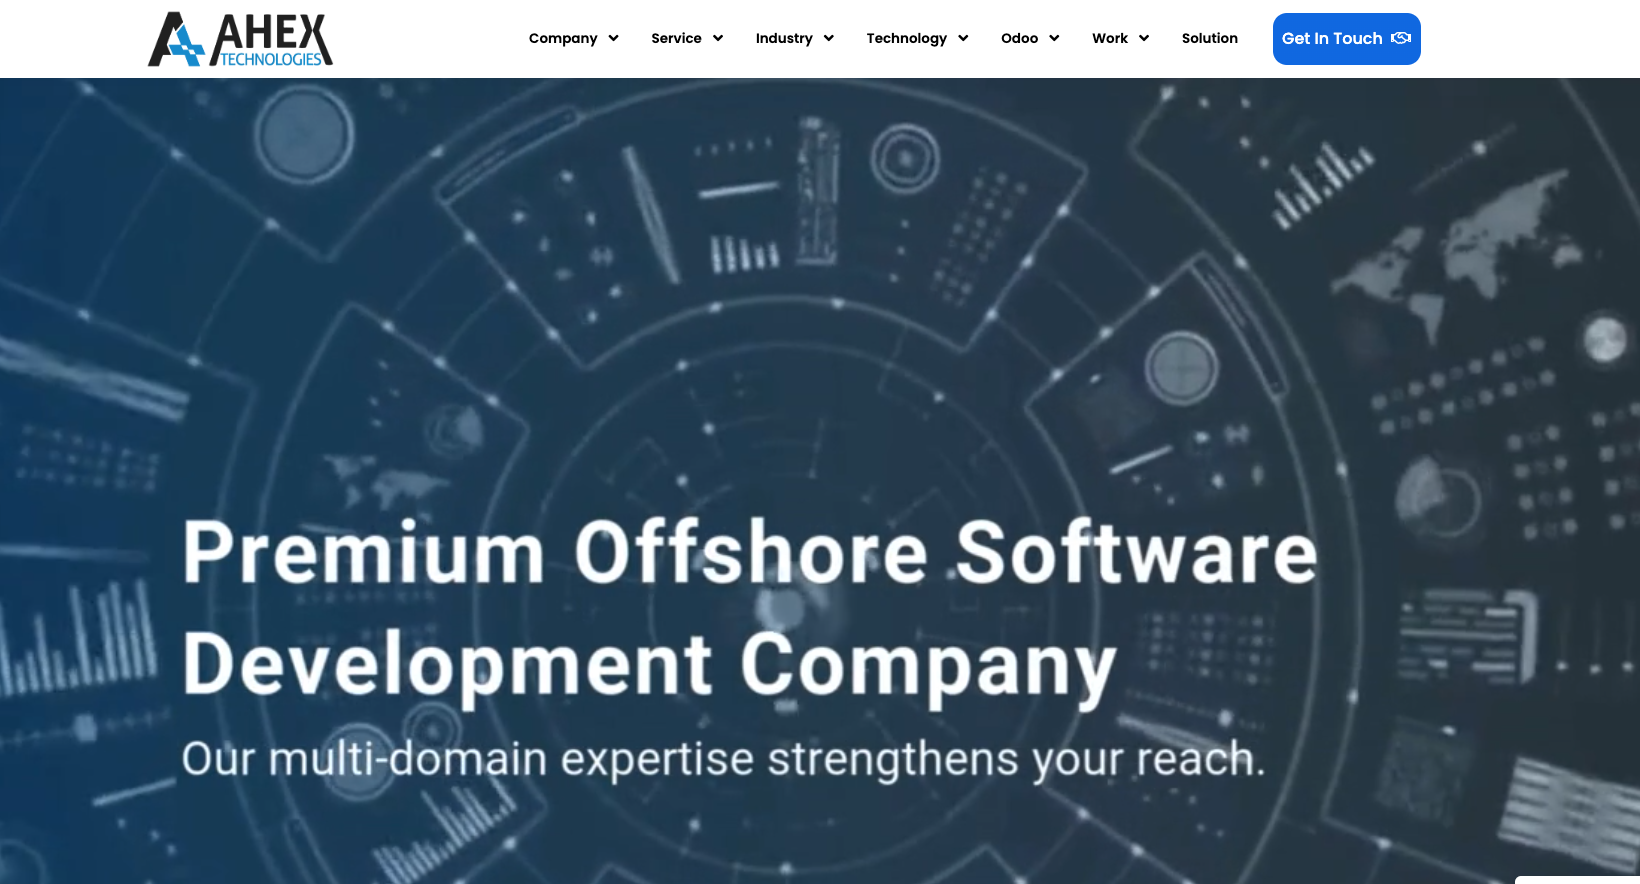 AHEX
TECHNOLOGIES
Company
Service
Industry
Technology
Odoo
Work
Solution
Get In Touch
Premium Offshore Software
Development Company
Our multi-domain expertise strengthens your reach.